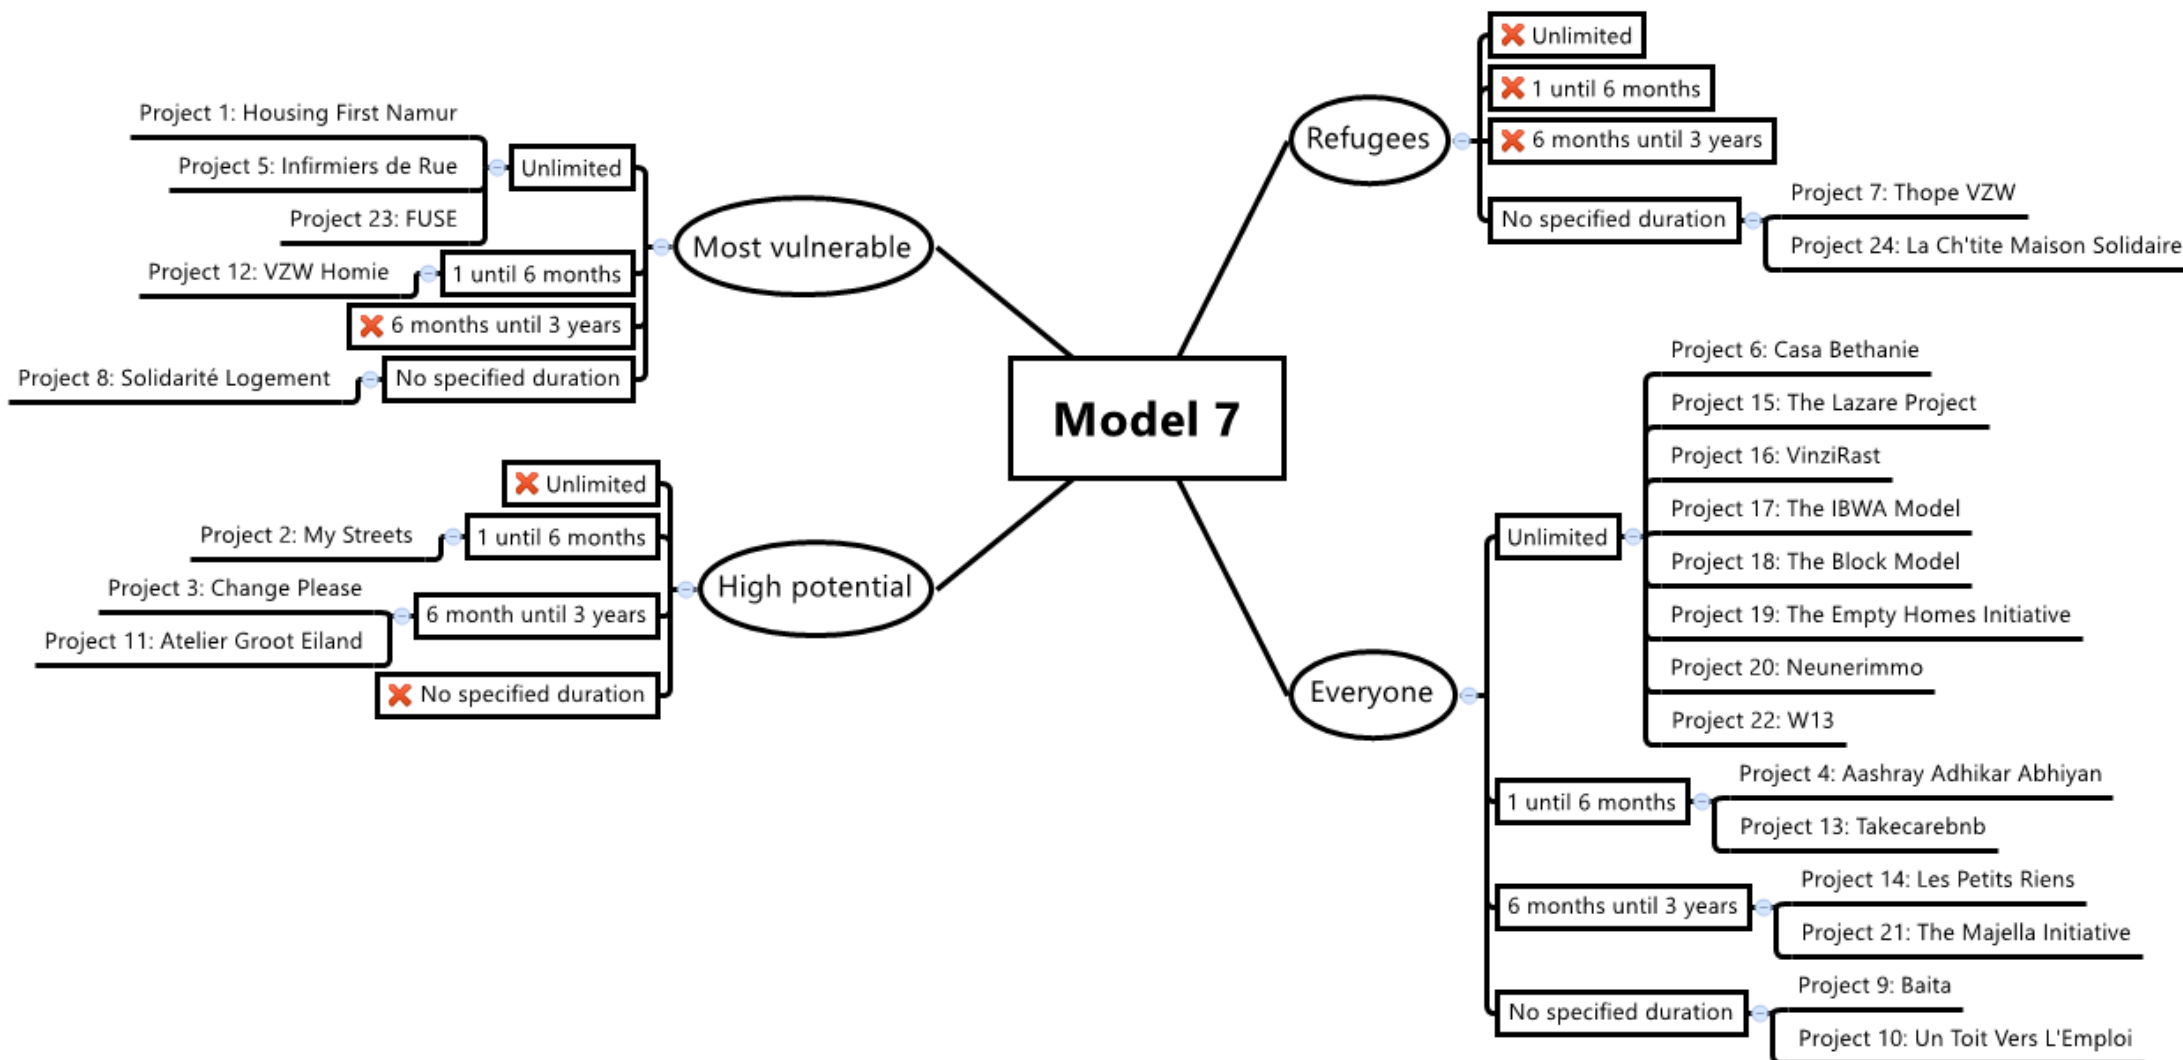 Model 7
Most vulnerable
Unlimited
Project 1: Housing First Namur
Project 5: Infirmiers de Rue
Project 23: FUSE
1 until 6 months
Project 12: VZW Homie
6 months until 3 years
No specified duration
Project 8: Solidarité Logement
High potential
Unlimited
1 until 6 months
Project 2: My Streets
6 month until 3 years
Project 3: Change Please
Project 11: Atelier Groot Eiland
No specified duration
Refugees
Unlimited
1 until 6 months
6 months until 3 years
No specified duration
Project 7: Thope VZW
Project 24: La Ch'tite Maison Solidaire
Everyone
Unlimited
Project 6: Casa Bethanie
Project 15: The Lazare Project
Project 16: VinziRast
Project 17: The IBWA Model
Project 18: The Block Model
Project 19: The Empty Homes Initiative
Project 20: Neunerimmo
Project 22: W13
1 until 6 months
Project 4: Aashray Adhikar Abhiyan
Project 13: Takecarebnb
6 months until 3 years
Project 14: Les Petits Riens
Project 21: The Majella Initiative
No specified duration
Project 9: Baita
Project 10: Un Toit Vers L'Emploi